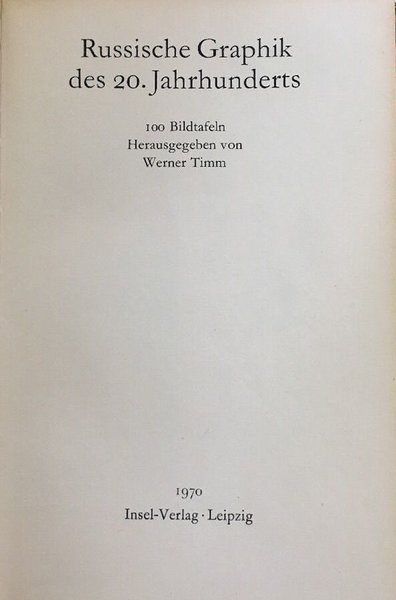 Russische Graphik
des 20. Jahrhunderts
100 Bildtafeln
Herausgegeben von
Werner Timm
1970
Insel-Verlag · Leipzig